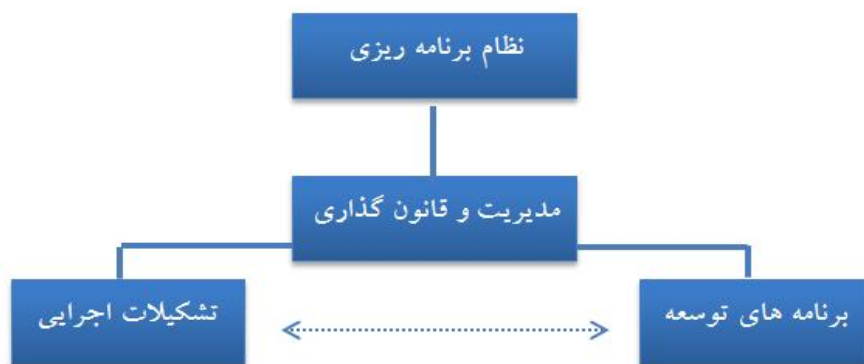 نظام برنامه ریزی
مدیریت و قانون گذاری
برنامه های توسعه
تشکیلات اجرایی